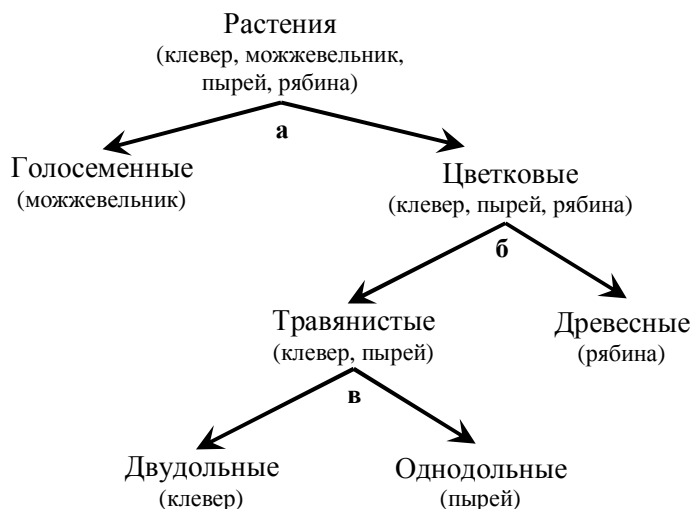 Растения
(клевер, можжевельник,
пырей, рябина)
а
Голосеменные
(можжевельник)
Цветковые
(клевер, пырей, рябина)
б
Травянистые
(клевер, пырей)
Древесные
(рябина)
в
Двудольные
(клевер)
Однодольные
(пырей)